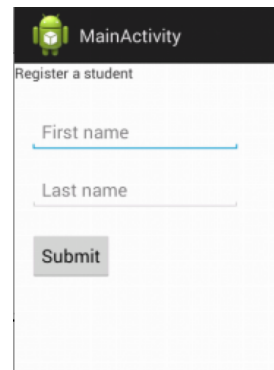 MainActivity
Register a student
First name
Last name
Submit